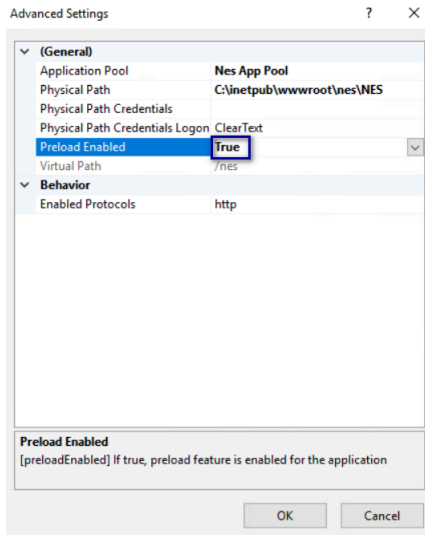 Advanced Settings ? ×
(General)
Application Pool Nes App Pool
Physical Path C:\inetpub\wwwroot\nes\NES
Physical Path Credentials
Physical Path Credentials Logon ClearText
Preload Enabled True
Virtual Path /nes
Behavior
Enabled Protocols http
Preload Enabled
[preloadEnabled] If true, preload feature is enabled for the application
OK Cancel